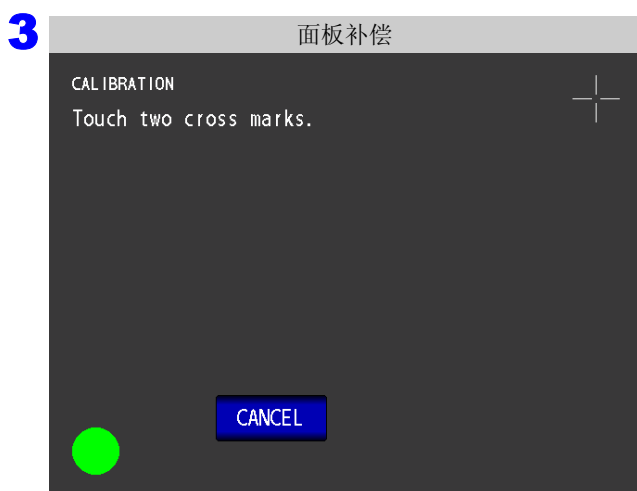 3
面板补偿
CALIBRATION
Touch two cross marks.
CANCEL